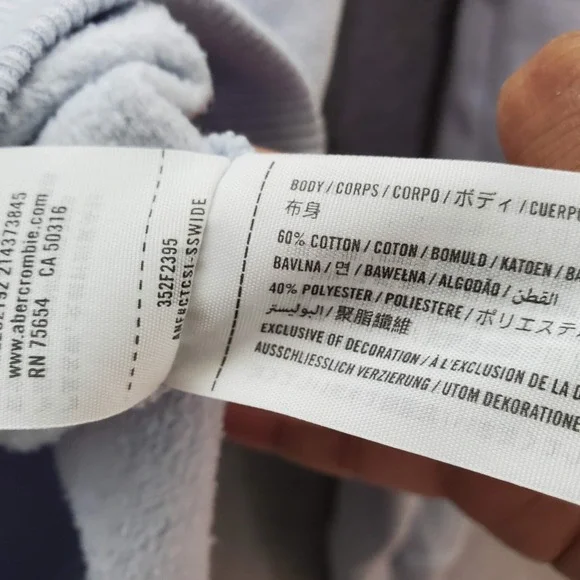 214373845
www.abercrombie.com
RN 75654 CA 50316
352F2395
BODY / CORPS / CORPO / ボディ / CUERP
布身
60% COTTON / COTON / BOMULD / KATOEN / BA
BAVLNA / 면 / BAWEŁNA / ALGODÃO / القطن
40% POLYESTER / POLIESTERE / ポリエステル
البوليستر / 聚脂纖維
EXCLUSIVE OF DECORATION / À L'EXCLUSION DE LA D
AUSSCHLIESSLICH VERZIERUNG / UTOM DEKORATIONE